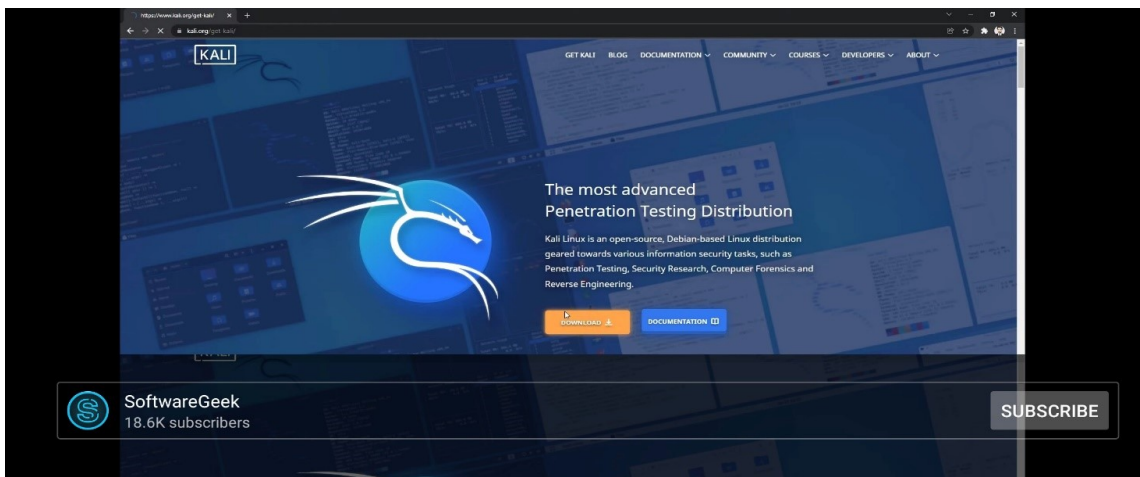 https://www.kali.org/get-kali/
kali.org/get-kali/
KALI
GET KALI BLOG DOCUMENTATION COMMUNITY COURSES DEVELOPERS ABOUT
The most advanced
Penetration Testing Distribution
Kali Linux is an open-source, Debian-based Linux distribution
geared towards various information security tasks, such as
Penetration Testing, Security Research, Computer Forensics and
Reverse Engineering.
DOWNLOAD DOCUMENTATION
SoftwareGeek
18.6K subscribers
SUBSCRIBE